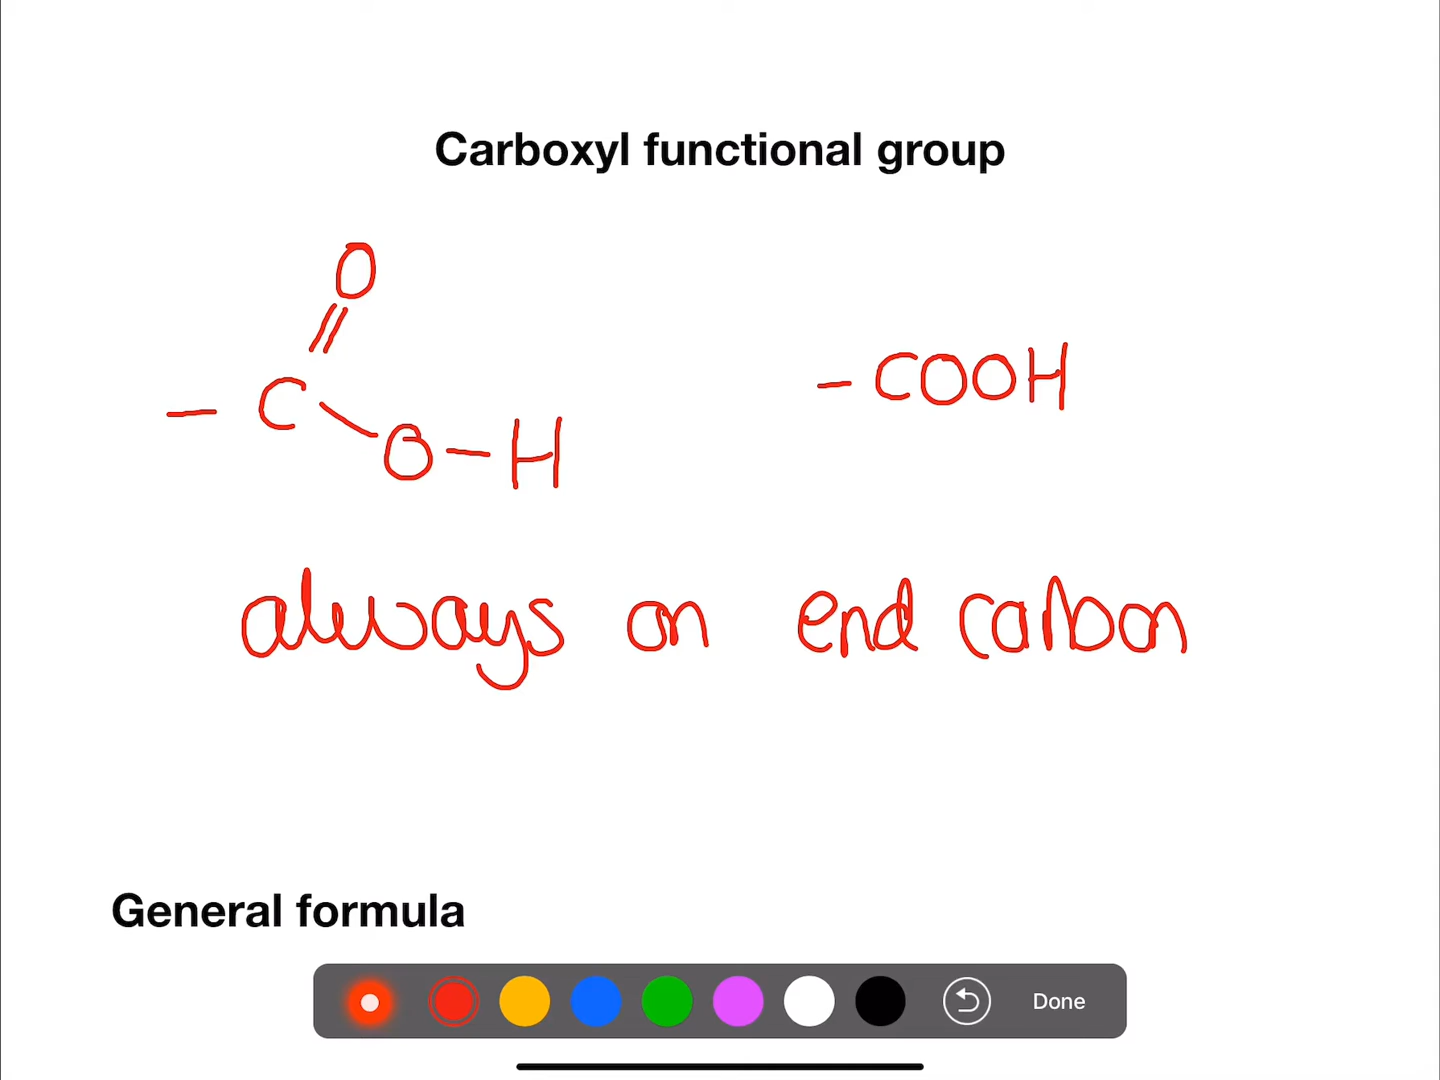 Carboxyl functional group
O
- C
O - H
- COOH
always on end carbon
General formula
Done